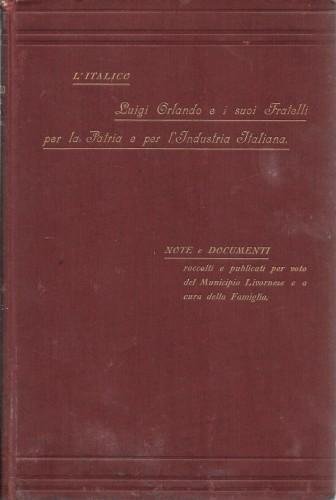 L'ITALICO
Luigi Orlando e i suoi Fratelli
per la Patria e per l'Industria Italiana.
NOTE e DOCUMENTI
raccolti e publicati per voto
del Municipio Livornese e a
cura della Famiglia.